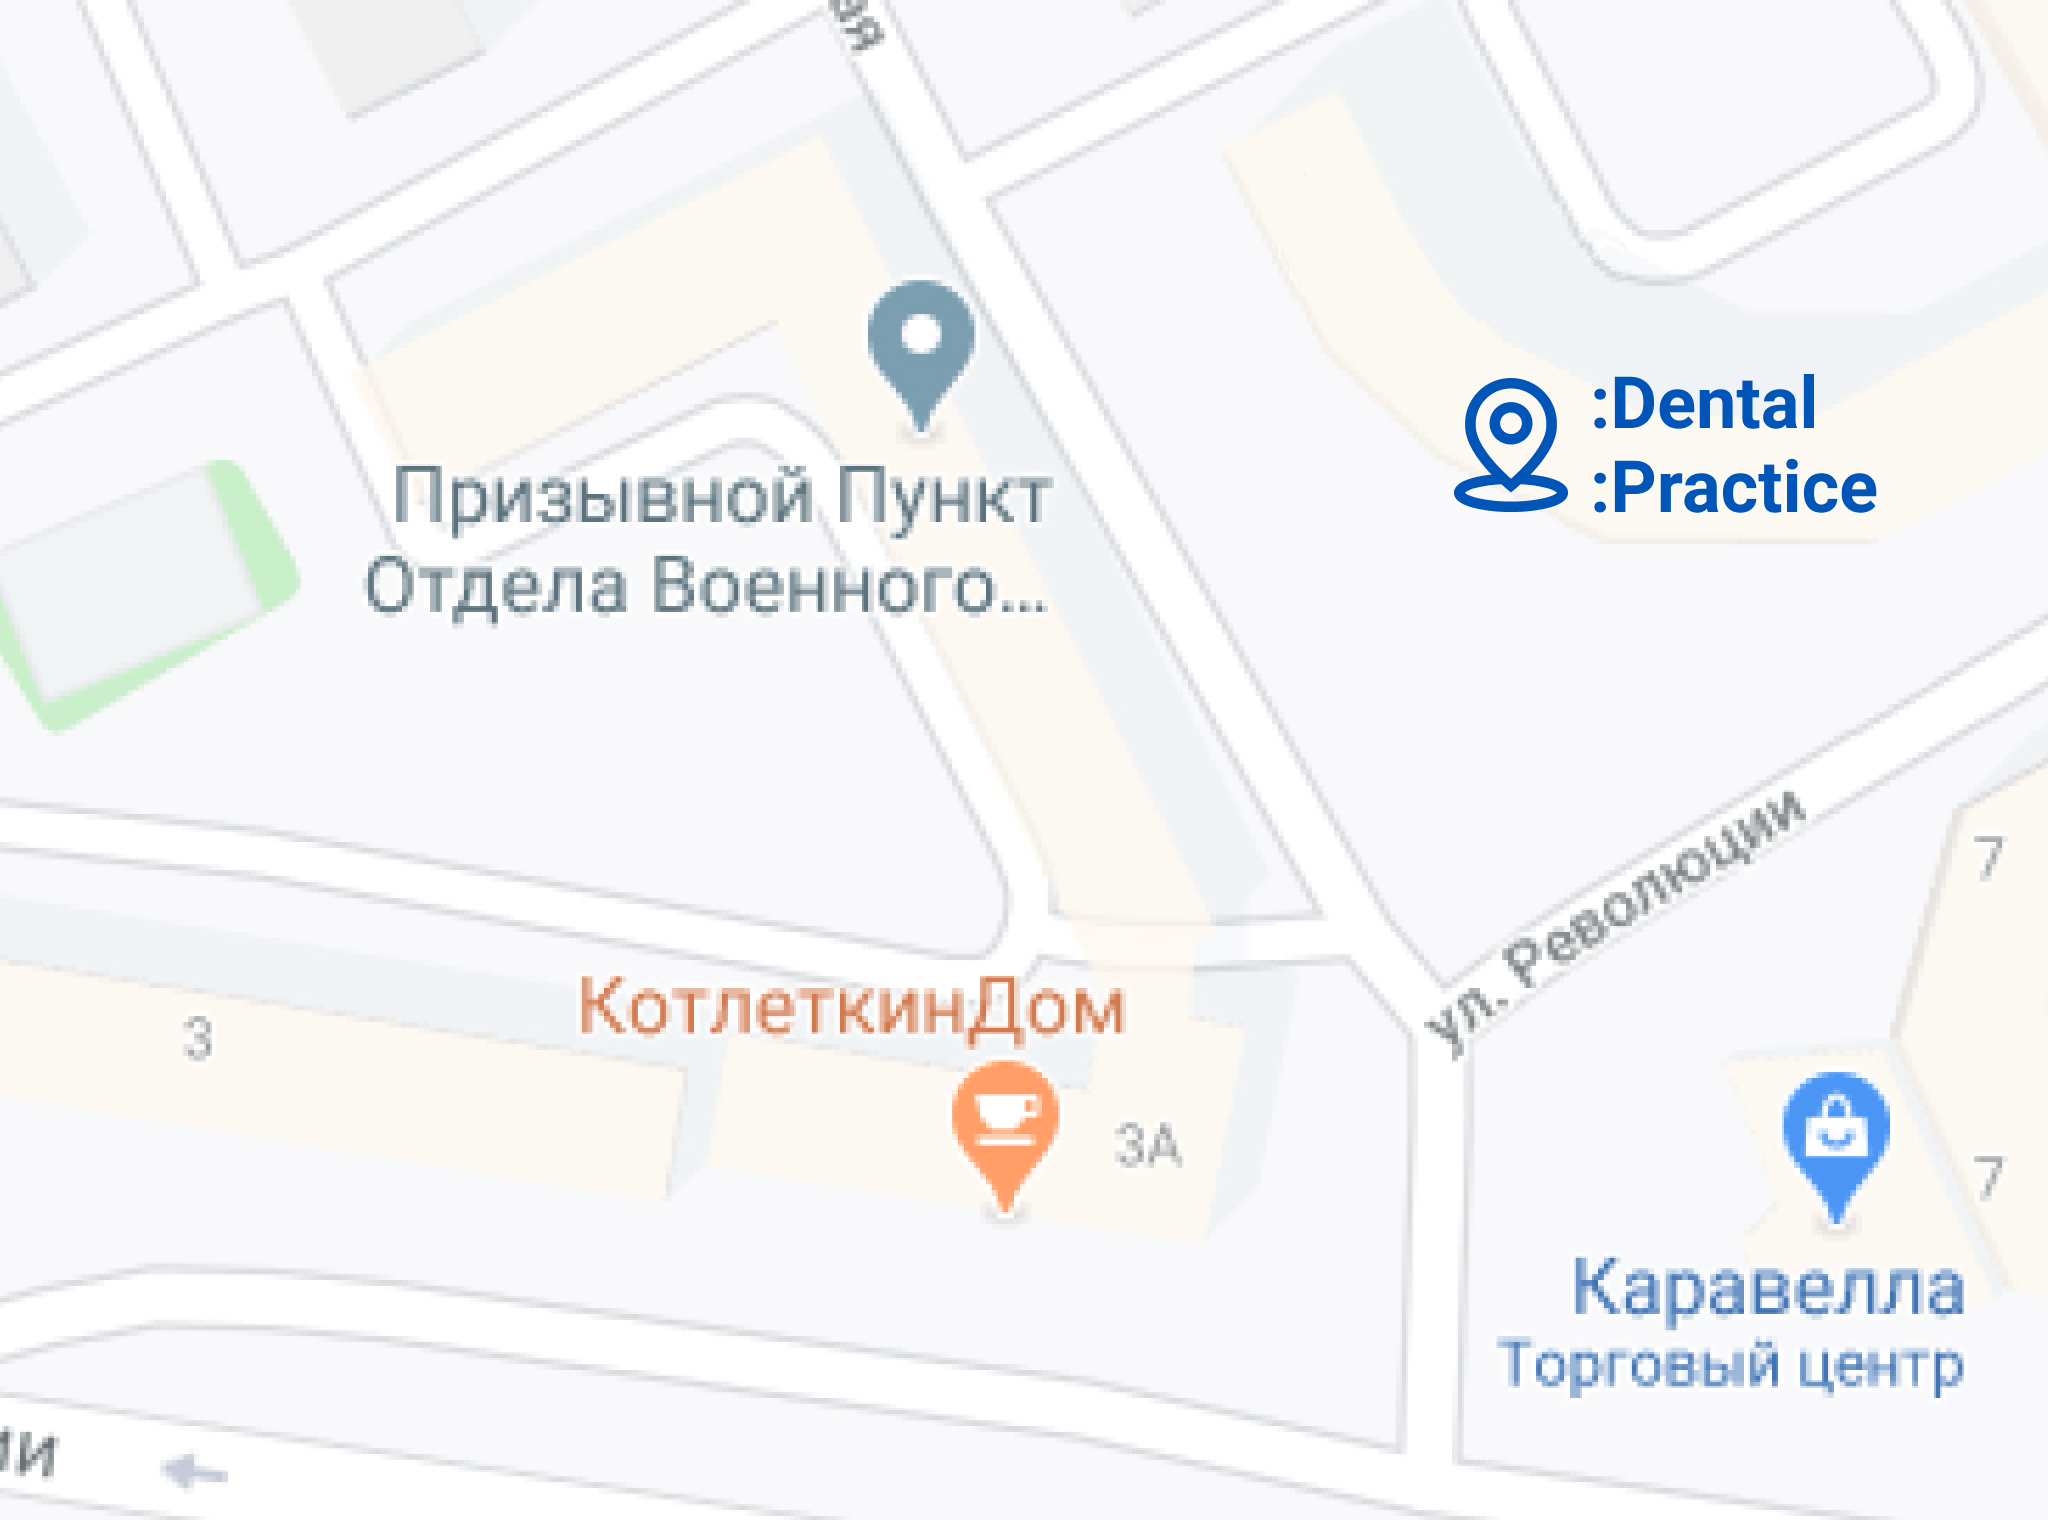 :Dental
:Practice
Призывной Пункт
Отдела Военного...
ул. Революции
7
КотлеткинДом
3
3А
7
Каравелла
Торговый центр